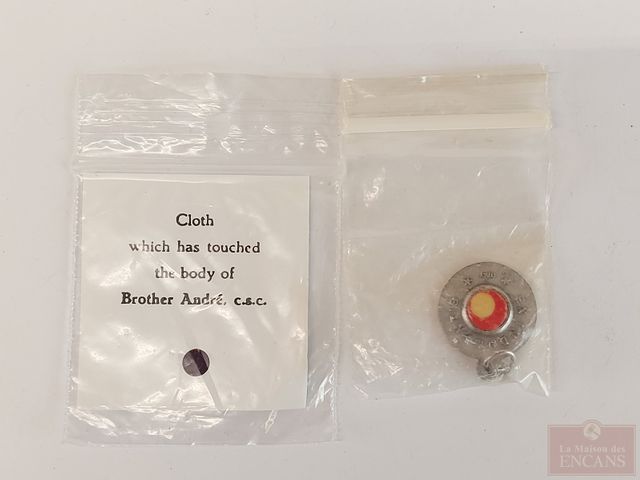 Cloth
which has touched
the body of
Brother André, c.s.c.
La Maison des
ENCANS